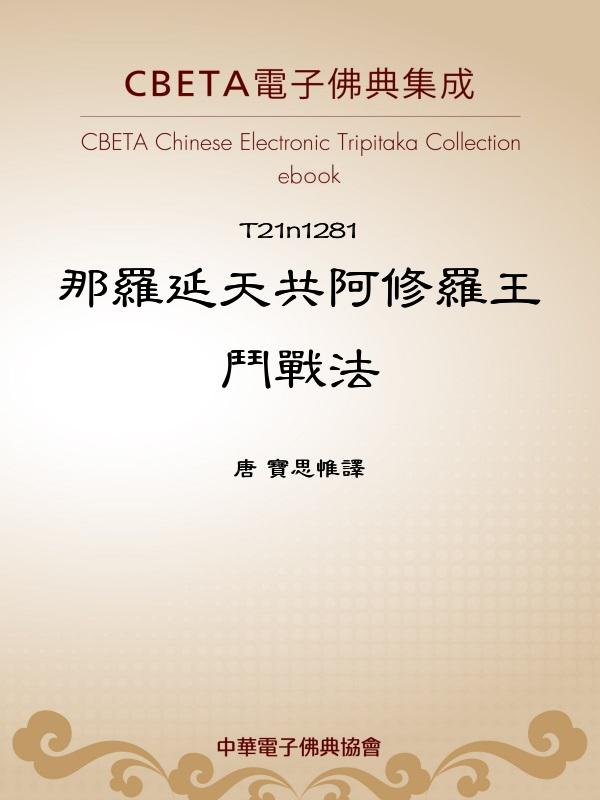 CBETA電子佛典集成
CBETA Chinese Electronic Tripitaka Collection
ebook
T21n1281
那羅延天共阿修羅王
鬥戰法
唐 寶思惟譯
中華電子佛典協會